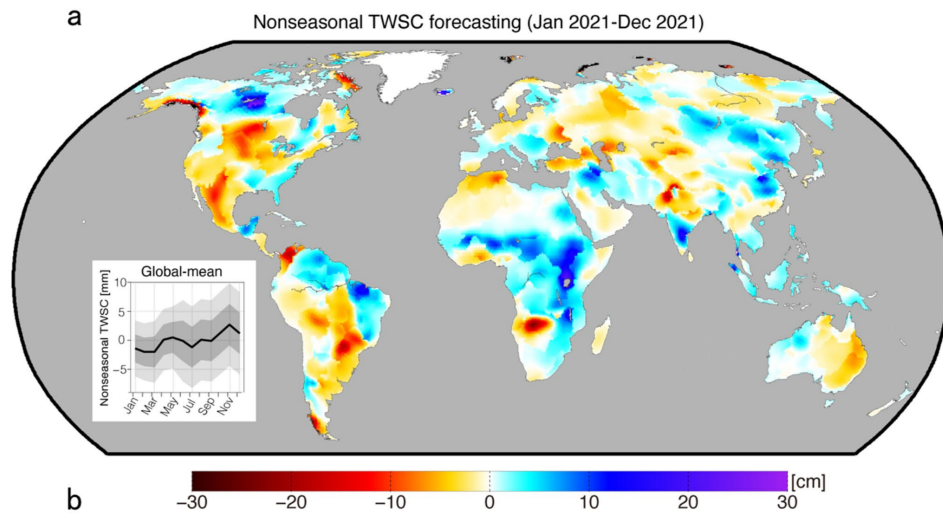 a
Nonseasonal TWSC forecasting (Jan 2021-Dec 2021)
Global-mean
Nonseasonal TWSC [mm]
10
5
0
−5
Jan
Mar
May
Jul
Sep
Nov
b
−30 −20 −10 0 10 20 30
[cm]